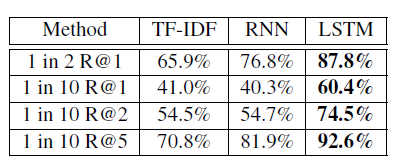 Method TF-IDF RNN LSTM
1 in 2 R@1 65.9% 76.8% 87.8%
1 in 10 R@1 41.0% 40.3% 60.4%
1 in 10 R@2 54.5% 54.7% 74.5%
1 in 10 R@5 70.8% 81.9% 92.6%